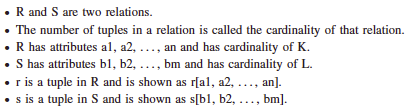 • R and S are two relations.
• The number of tuples in a relation is called the cardinality of that relation.
• R has attributes a1, a2, ..., an and has cardinality of K.
• S has attributes b1, b2, ..., bm and has cardinality of L.
• r is a tuple in R and is shown as r[a1, a2, ..., an].
• s is a tuple in S and is shown as s[b1, b2, ..., bm].